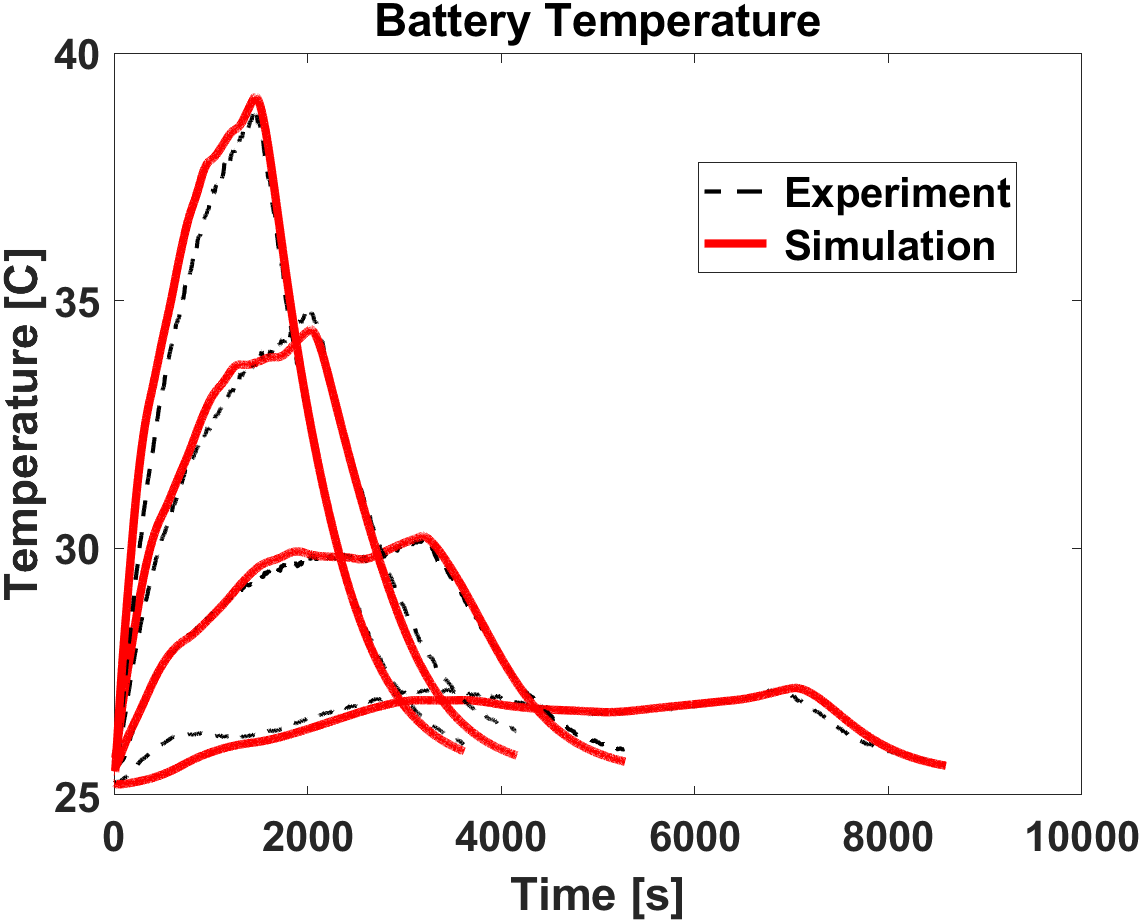 Battery Temperature
40
35
30
25
Temperature [C]
Experiment
Simulation
0 2000 4000 6000 8000 10000
Time [s]